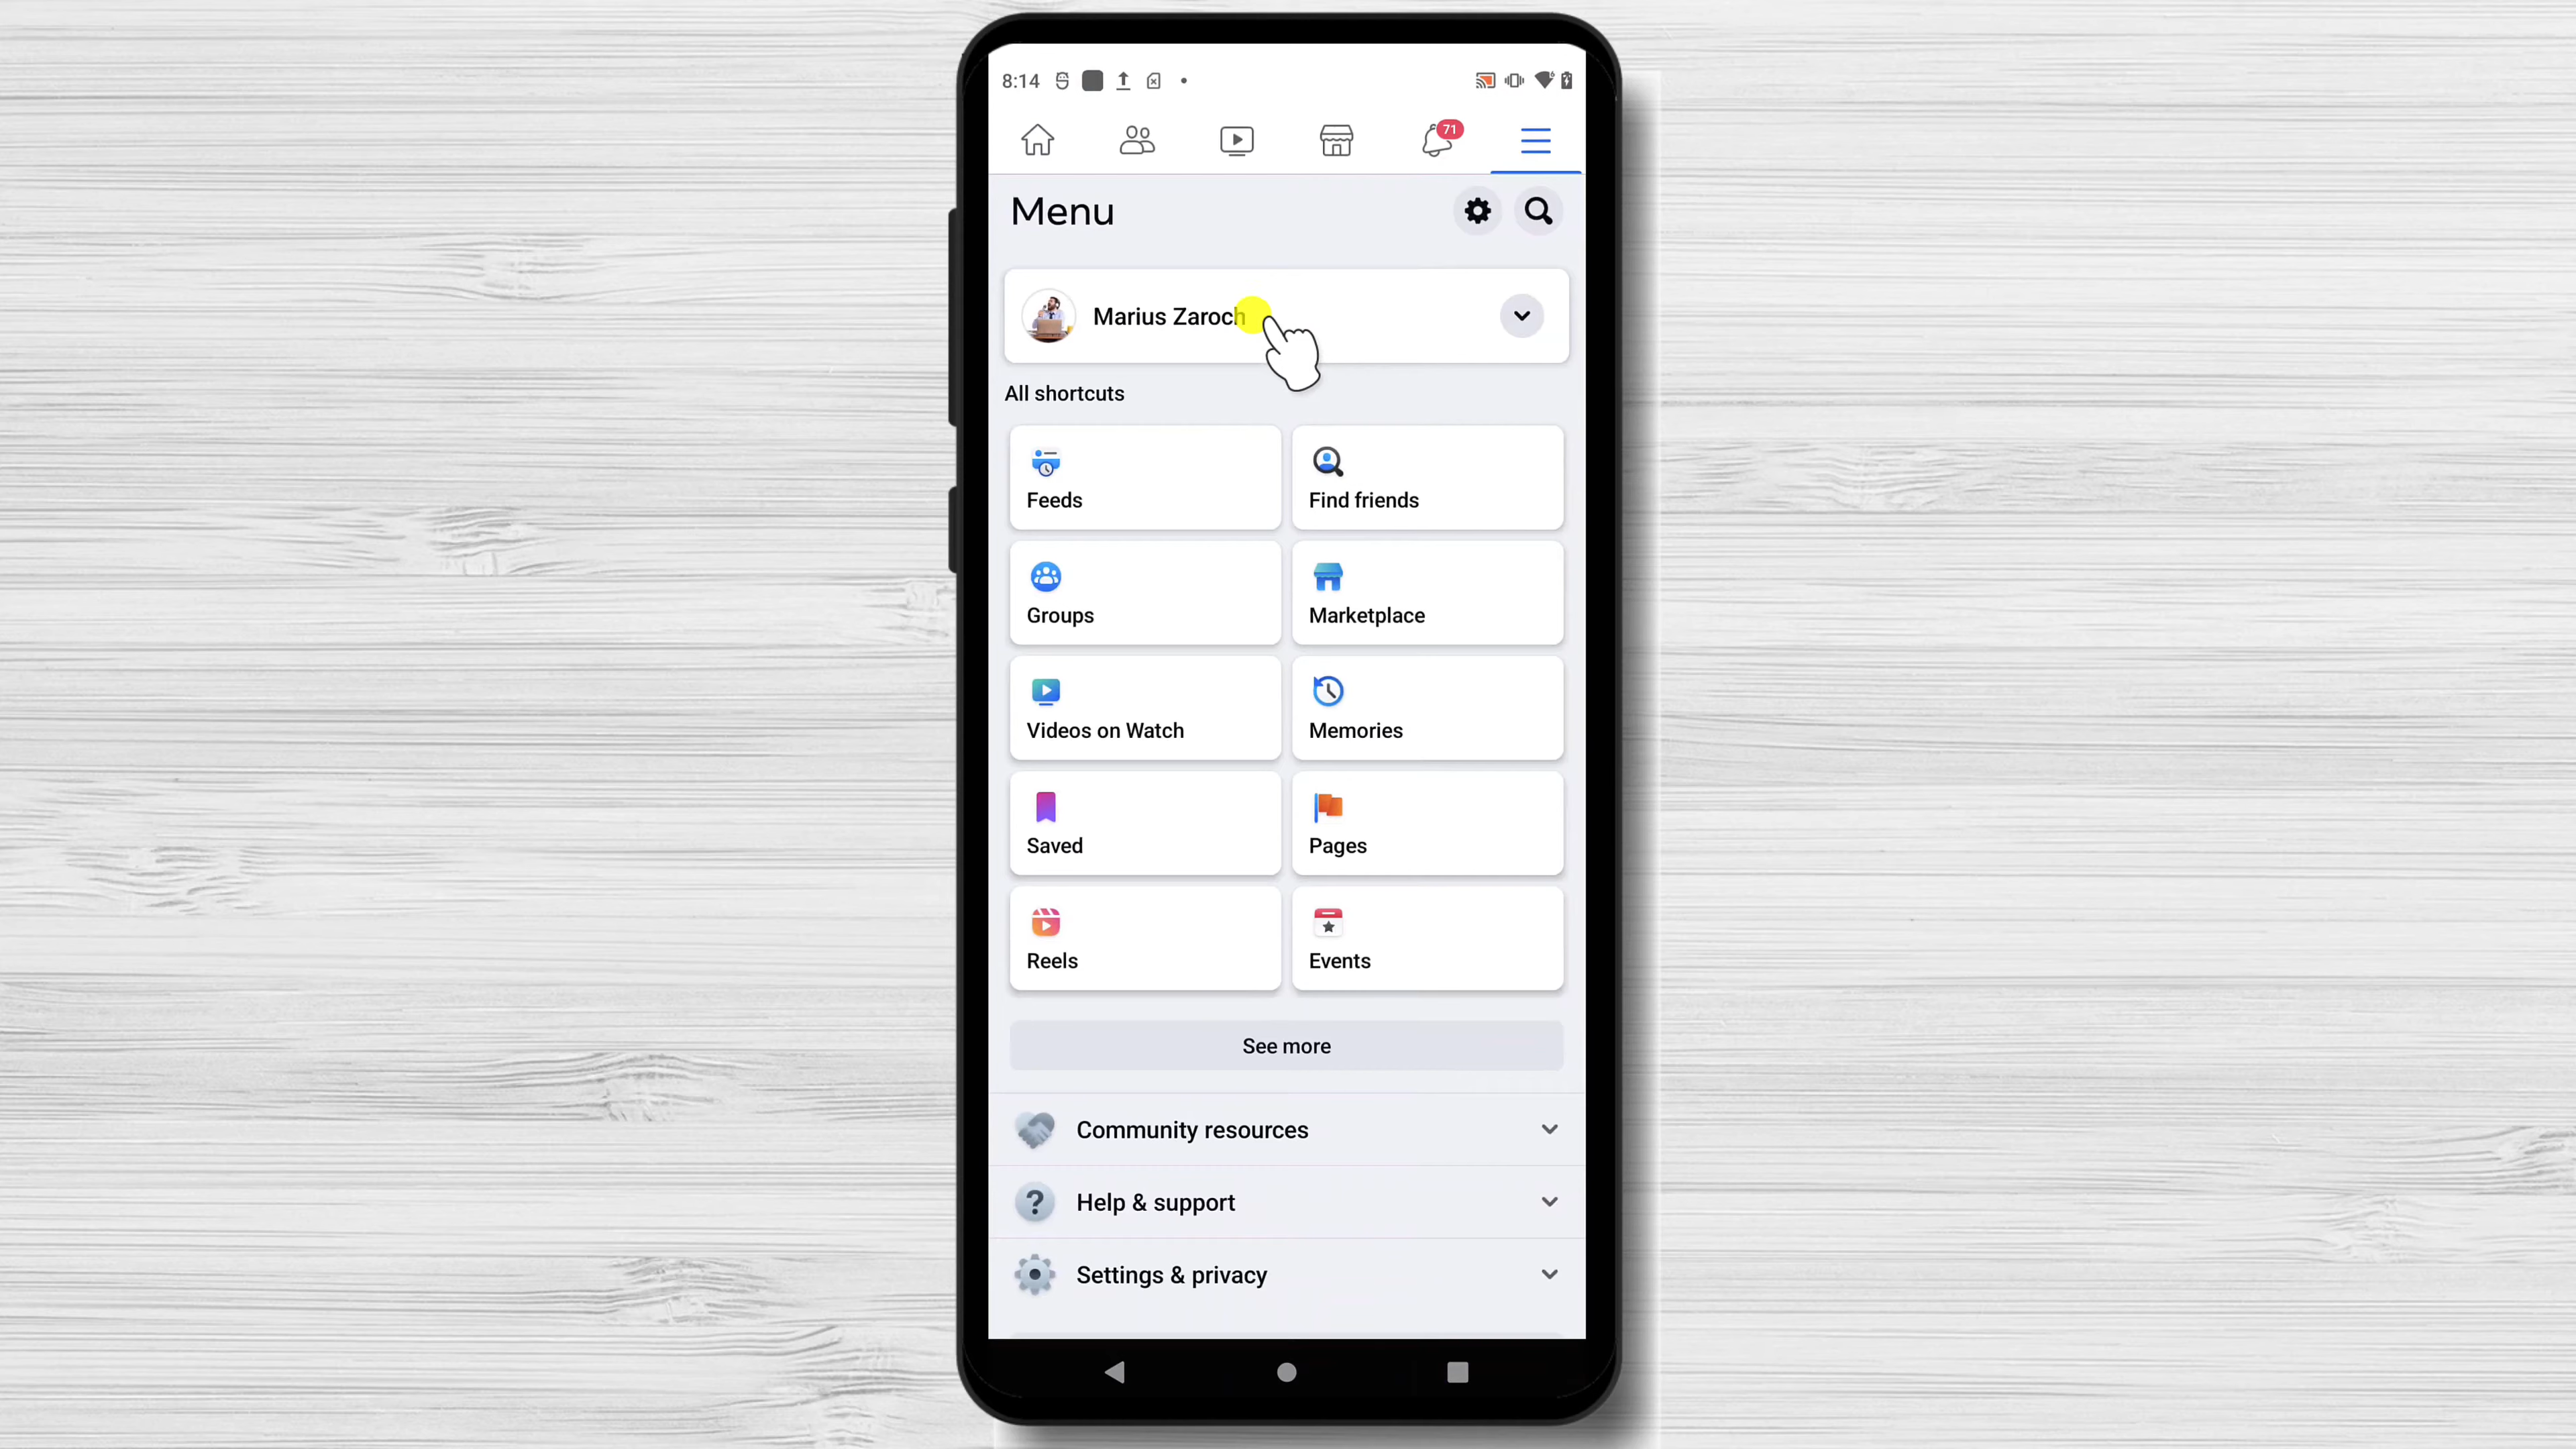 8:14
71
Menu
Marius Zaroch
All shortcuts
Feeds
Find friends
Groups
Marketplace
Videos on Watch
Memories
Saved
Pages
Reels
Events
See more
Community resources
Help & support
Settings & privacy